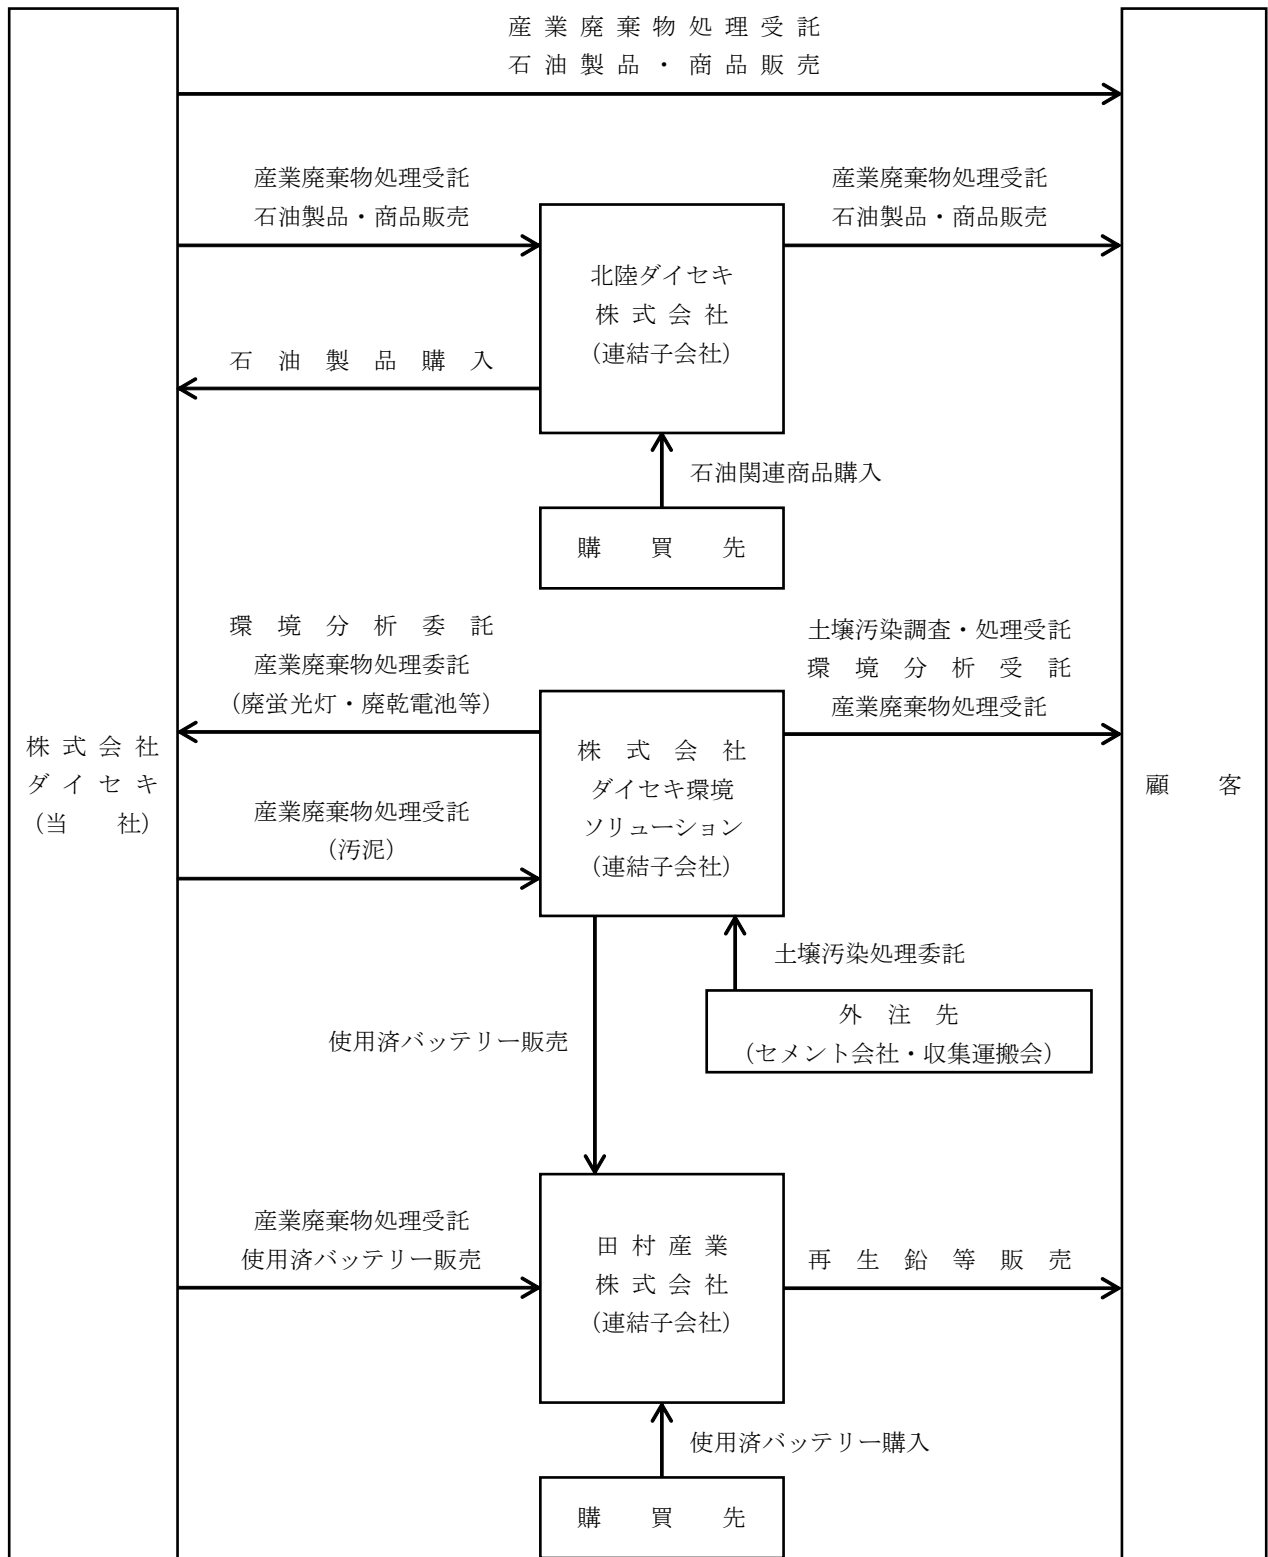 産業廃棄物処理受託
石油製品・商品販売
産業廃棄物処理受託
石油製品・商品販売
産業廃棄物処理受託
石油製品・商品販売
北陸ダイセキ
株式会社
(連結子会社)
石油製品購入
石油関連商品購入
購買先
環境分析委託
産業廃棄物処理委託
(廃蛍光灯・廃乾電池等)
土壌汚染調査・処理受託
環境分析受託
産業廃棄物処理受託
株式会社
ダイセキ
(当社)
株式会社
ダイセキ環境
ソリューション
(連結子会社)
顧客
産業廃棄物処理受託
(汚泥)
土壌汚染処理委託
外注先
(セメント会社・収集運搬会)
使用済バッテリー販売
産業廃棄物処理受託
使用済バッテリー販売
田村産業
株式会社
(連結子会社)
再生鉛等販売
使用済バッテリー購入
購買先